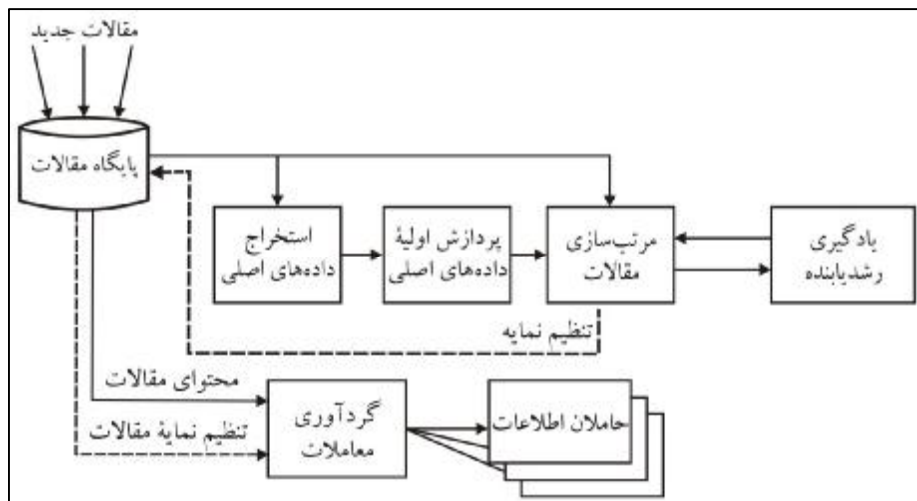 مقالات جدید
پایگاه مقالات
استخراج
داده‌های اصلی
پردازش اولیهٔ
داده‌های اصلی
مرتب‌سازی
مقالات
یادگیری
رشدیابنده
تنظیم نمایه
محتوای مقالات
تنظیم نمایهٔ مقالات
گردآوری
معاملات
حاملان اطلاعات